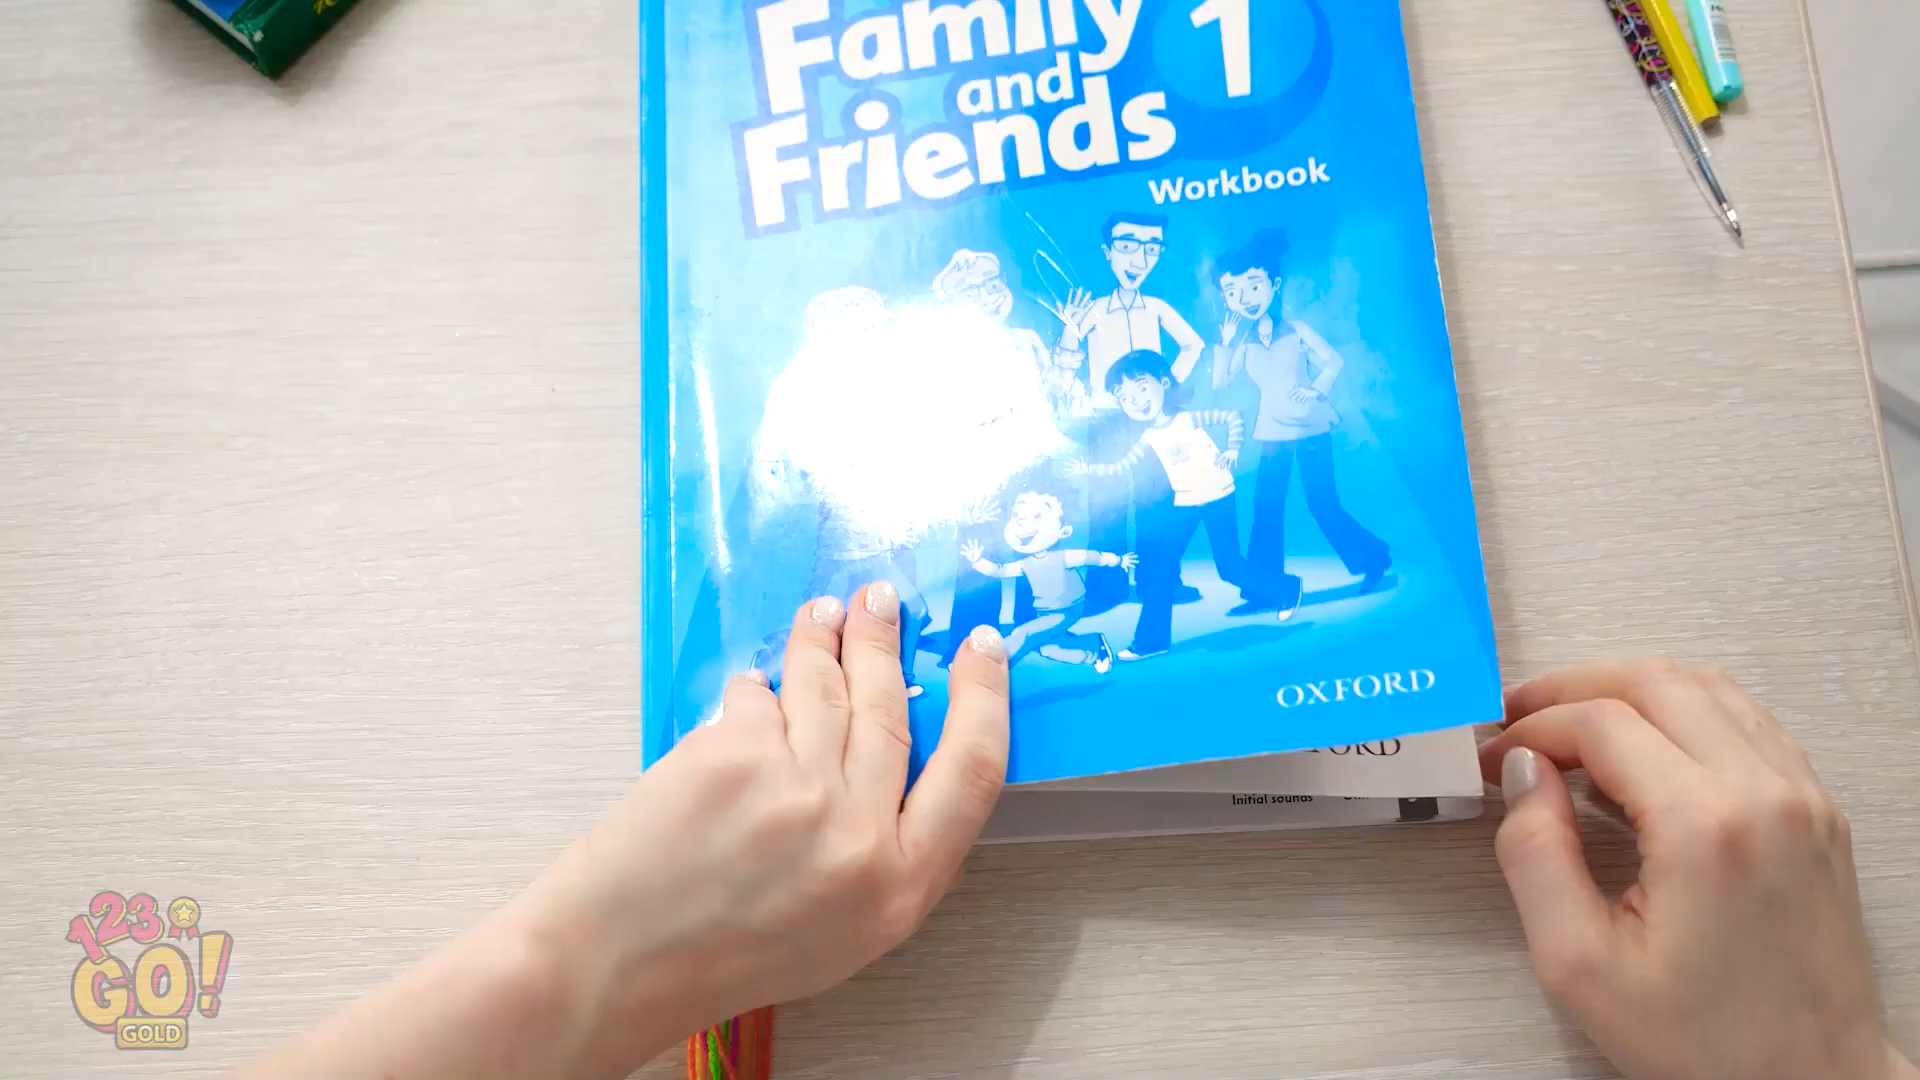 Family
and
Friends
1
Workbook
OXFORD
Initial sounds
123
GO!
GOLD